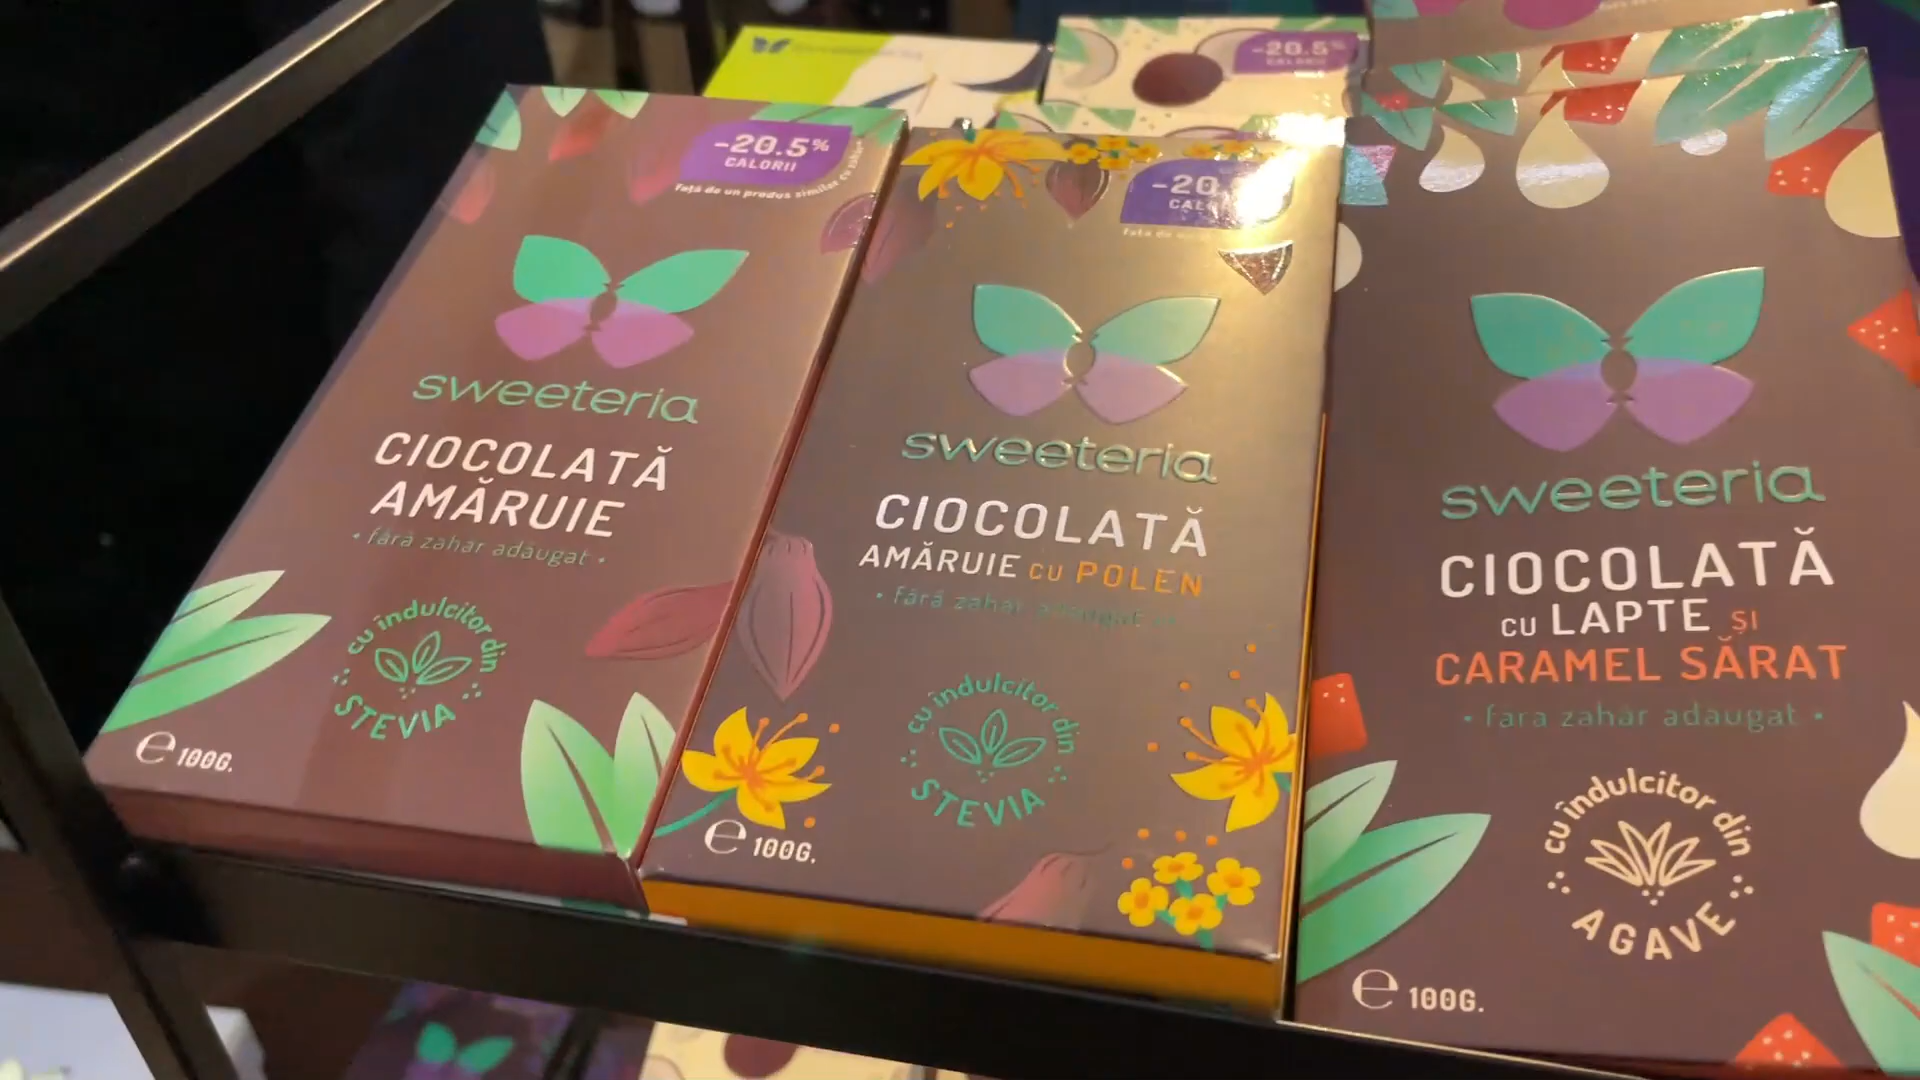 -20.5%
CALORII
față de un produs similar cu zahăr
sweeteria
CIOCOLATĂ
AMĂRUIE
• fără zahăr adăugat •
cu îndulcitor din
STEVIA
e 100G.
-20
CAL
sweeteria
CIOCOLATĂ
AMĂRUIE CU POLEN
• fără zahăr adăugat •
cu îndulcitor din
STEVIA
e 100G.
sweeteria
CIOCOLATĂ
CU LAPTE ȘI
CARAMEL SĂRAT
• fara zahăr adaugat •
cu îndulcitor din
AGAVE
e 100G.
-20.5%
CALORII